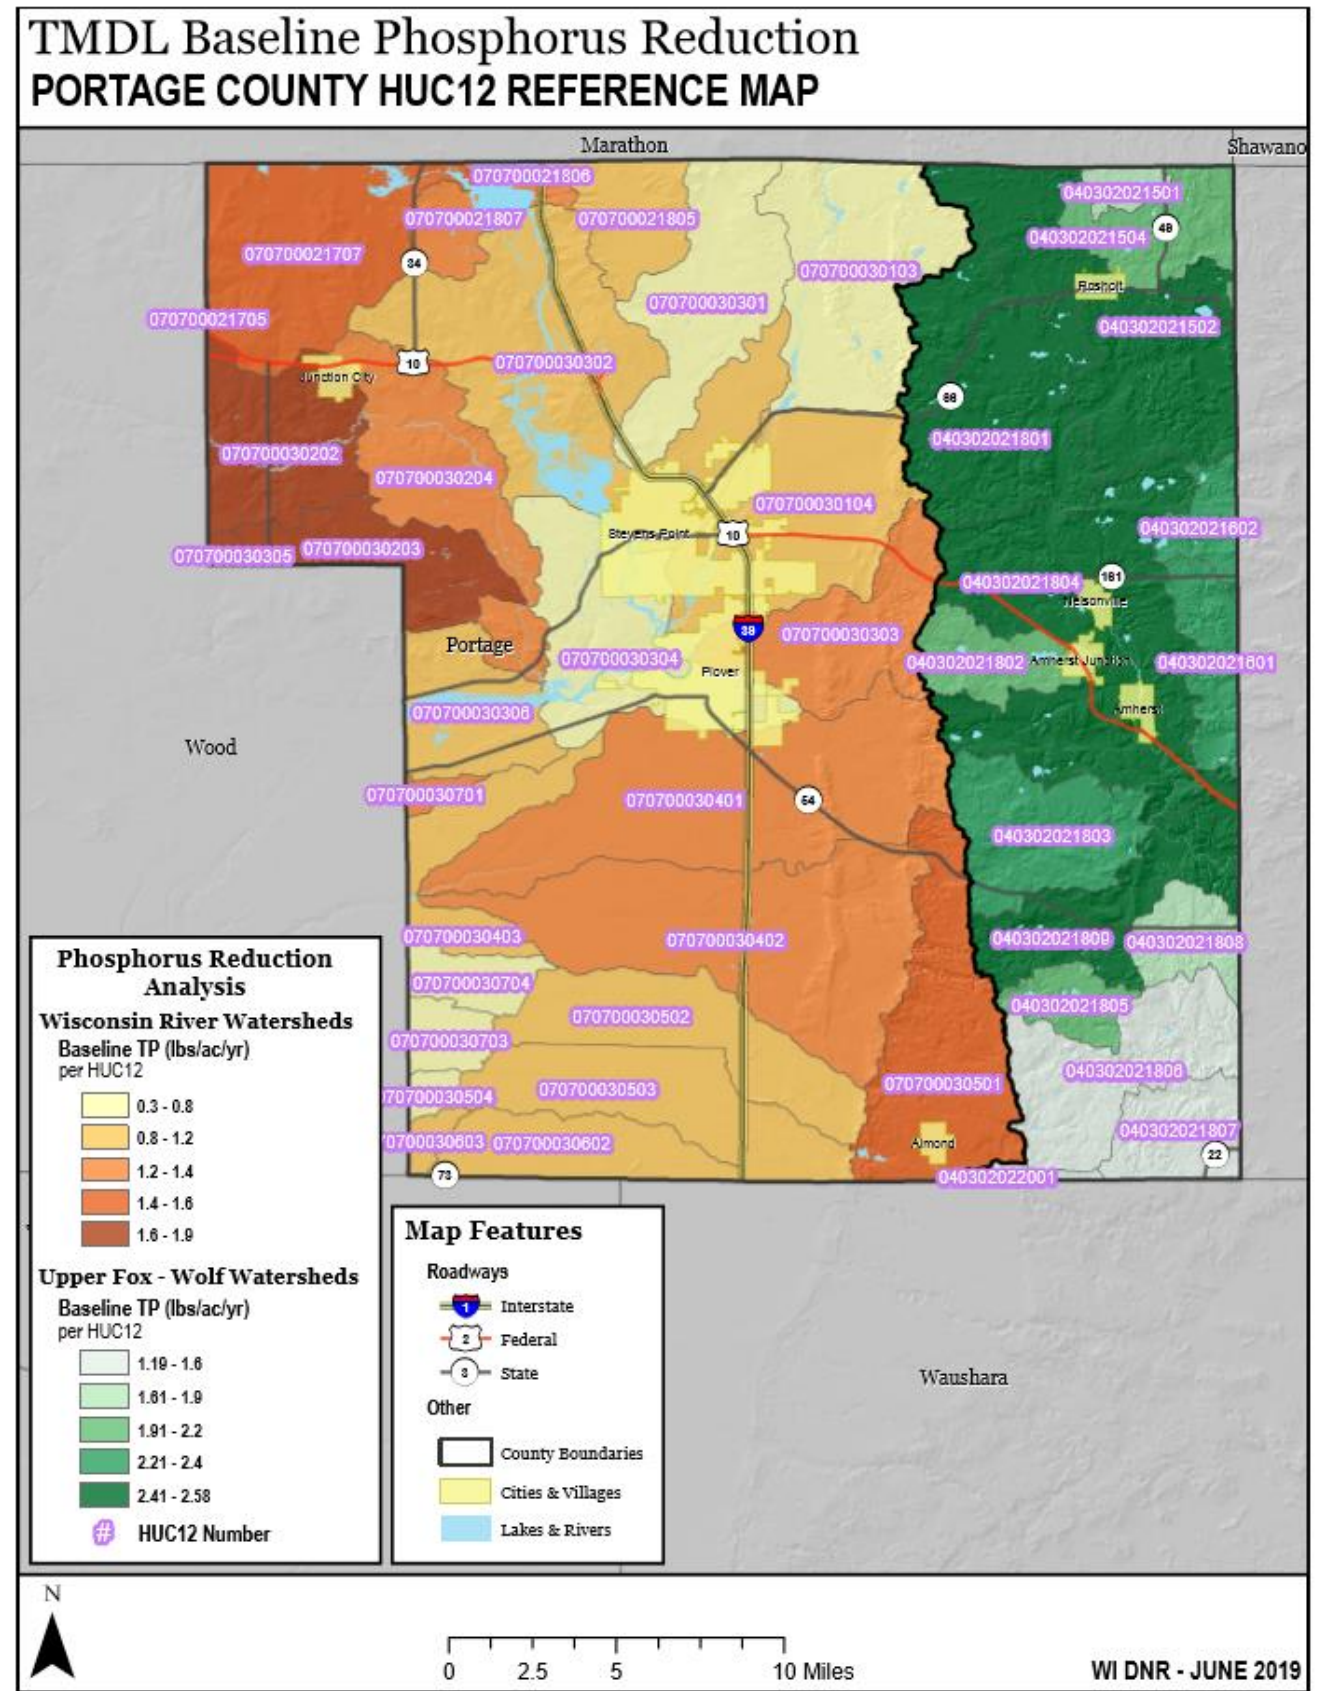 TMDL Baseline Phosphorus Reduction
PORTAGE COUNTY HUC12 REFERENCE MAP
Marathon
Shawano
070700021806
040302021501
070700021807
070700021805
040302021504
49
070700021707
34
070700030103
Rosholt
070700030301
070700021705
040302021502
10
070700030302
Junction City
66
040302021801
070700030202
070700030204
070700030104
040302021602
Stevens Point
10
070700030305
070700030203
040302021804
161
Nelsonville
39
070700030303
Portage
070700030304
040302021802
Amherst Junction
040302021601
Plover
070700030306
Amherst
Wood
070700030701
070700030401
54
040302021803
070700030403
070700030402
040302021809
040302021808
070700030704
040302021805
070700030502
070700030703
040302021806
070700030501
070700030504
070700030503
040302021807
0700030603
070700030602
Almond
22
73
040302022001
Phosphorus Reduction
Analysis
Wisconsin River Watersheds
Baseline TP (lbs/ac/yr)
per HUC12
0.3 - 0.8
0.8 - 1.2
1.2 - 1.4
1.4 - 1.6
1.6 - 1.9
Upper Fox - Wolf Watersheds
Baseline TP (lbs/ac/yr)
per HUC12
1.19 - 1.6
1.61 - 1.9
1.91 - 2.2
2.21 - 2.4
2.41 - 2.58
# HUC12 Number
Map Features
Roadways
1 Interstate
2 Federal
3 State
Other
County Boundaries
Cities & Villages
Lakes & Rivers
Waushara
N
0 2.5 5 10 Miles
WI DNR - JUNE 2019